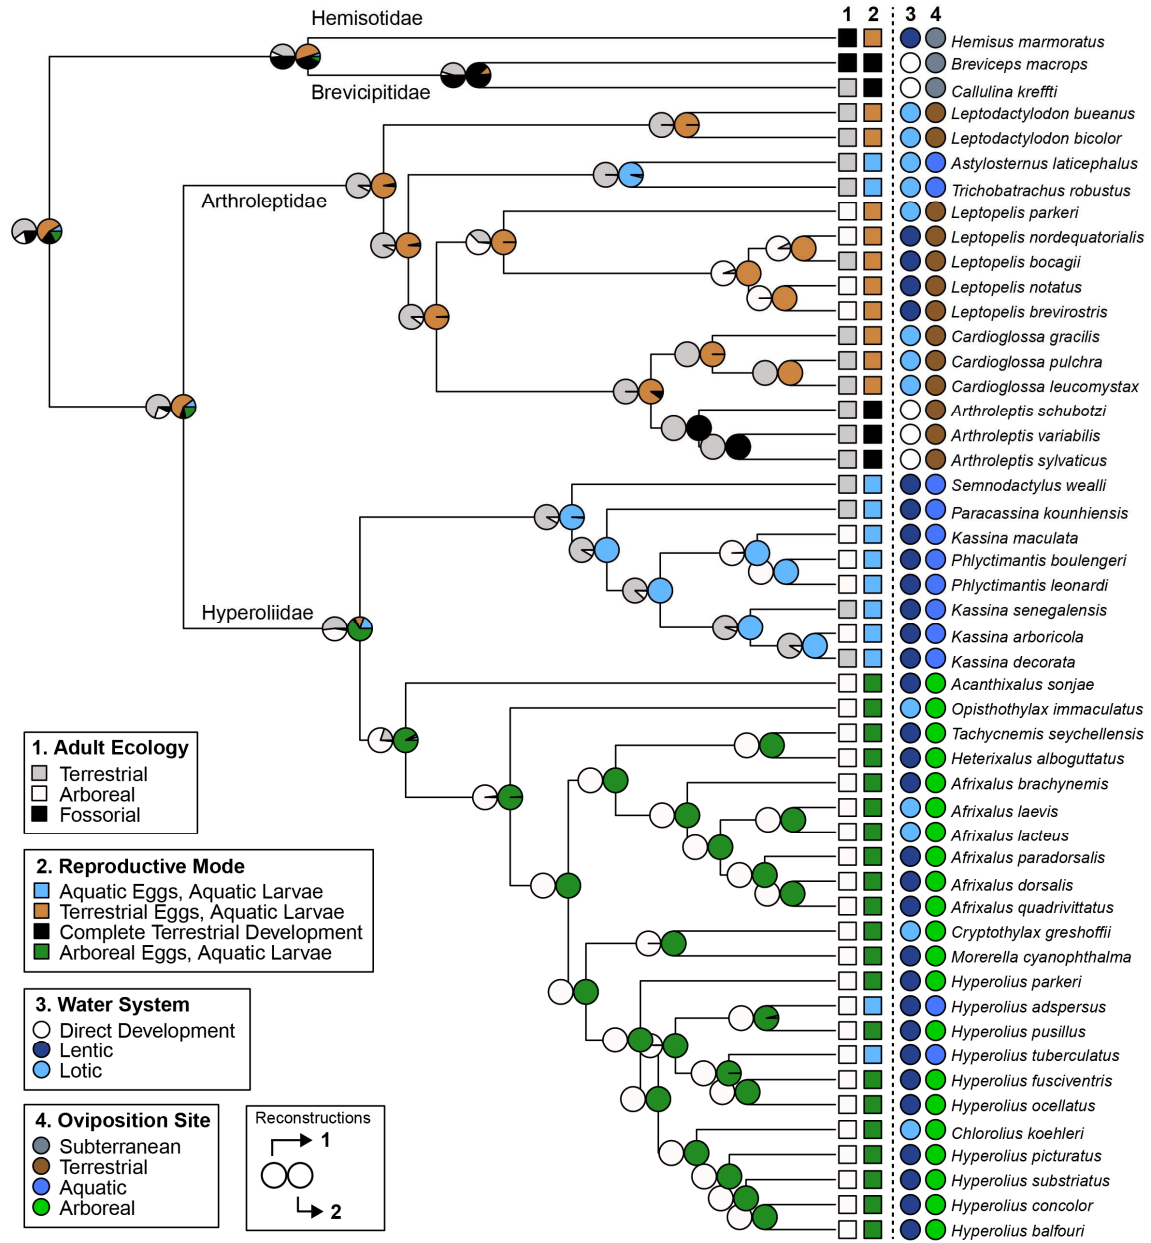 1 2 3 4
Hemisotidae
Hemisus marmoratus
Breviceps macrops
Brevicipitidae
Callulina kreffti
Leptodactylodon bueanus
Leptodactylodon bicolor
Astylosternus laticephalus
Trichobatrachus robustus
Arthroleptidae
Leptopelis parkeri
Leptopelis nordequatorialis
Leptopelis bocagii
Leptopelis notatus
Leptopelis brevirostris
Cardioglossa gracilis
Cardioglossa pulchra
Cardioglossa leucomystax
Arthroleptis schubotzi
Arthroleptis variabilis
Arthroleptis sylvaticus
Semnodactylus wealli
Paracassina kounhiensis
Kassina maculata
Phlyctimantis boulengeri
Phlyctimantis leonardi
Hyperoliidae
Kassina senegalensis
Kassina arboricola
Kassina decorata
Acanthixalus sonjae
Opisthothylax immaculatus
Tachycnemis seychellensis
Heterixalus alboguttatus
Afrixalus brachynemis
Afrixalus laevis
Afrixalus lacteus
Afrixalus paradorsalis
Afrixalus dorsalis
Afrixalus quadrivittatus
Cryptothylax greshoffii
Morerella cyanophthalma
Hyperolius parkeri
Hyperolius adspersus
Hyperolius pusillus
Hyperolius tuberculatus
Hyperolius fusciventris
Hyperolius ocellatus
Chlorolius koehleri
Hyperolius picturatus
Hyperolius substriatus
Hyperolius concolor
Hyperolius balfouri
1. Adult Ecology
Terrestrial
Arboreal
Fossorial
2. Reproductive Mode
Aquatic Eggs, Aquatic Larvae
Terrestrial Eggs, Aquatic Larvae
Complete Terrestrial Development
Arboreal Eggs, Aquatic Larvae
3. Water System
Direct Development
Lentic
Lotic
4. Oviposition Site
Subterranean
Terrestrial
Aquatic
Arboreal
Reconstructions
1
2